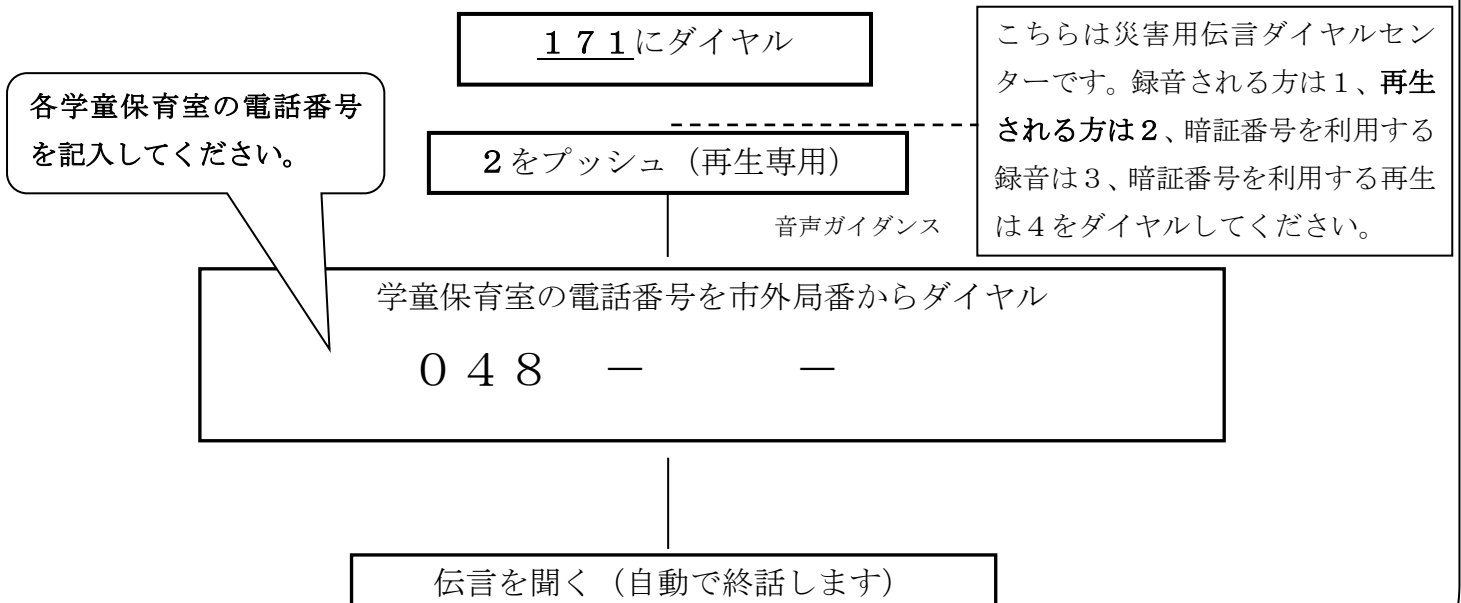 １７１にダイヤル
こちらは災害用伝言ダイヤルセン
ターです。録音される方は１、再生
される方は２、暗証番号を利用する
録音は３、暗証番号を利用する再生
は４をダイヤルしてください。
各学童保育室の電話番号
を記入してください。
２をプッシュ（再生専用）
音声ガイダンス
学童保育室の電話番号を市外局番からダイヤル
０４８　－　　　－
伝言を聞く（自動で終話します）